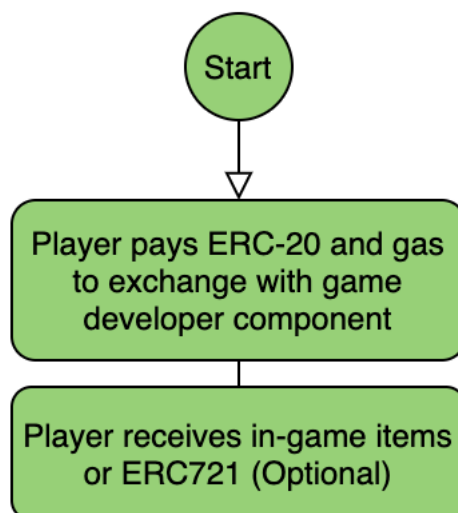 Start
Player pays ERC-20 and gas
to exchange with game
developer component
Player receives in-game items
or ERC721 (Optional)